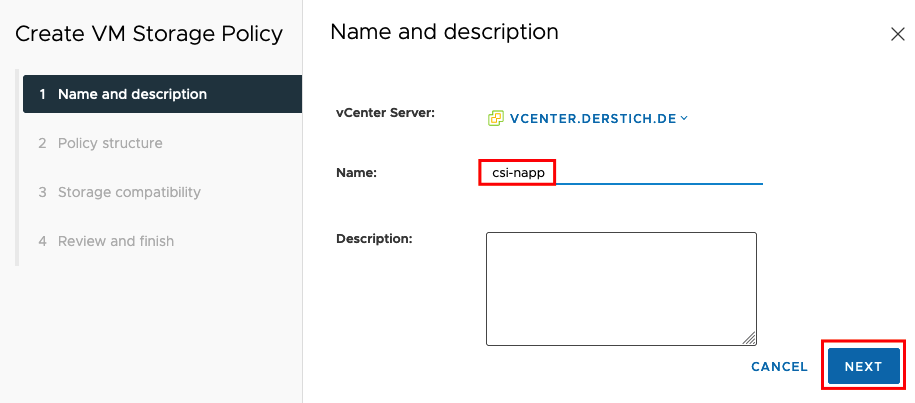 Create VM Storage Policy
1 Name and description
2 Policy structure
3 Storage compatibility
4 Review and finish
Name and description
vCenter Server:
VCENTER.DERSTICH.DE
Name:
csi-napp
Description:
CANCEL
NEXT